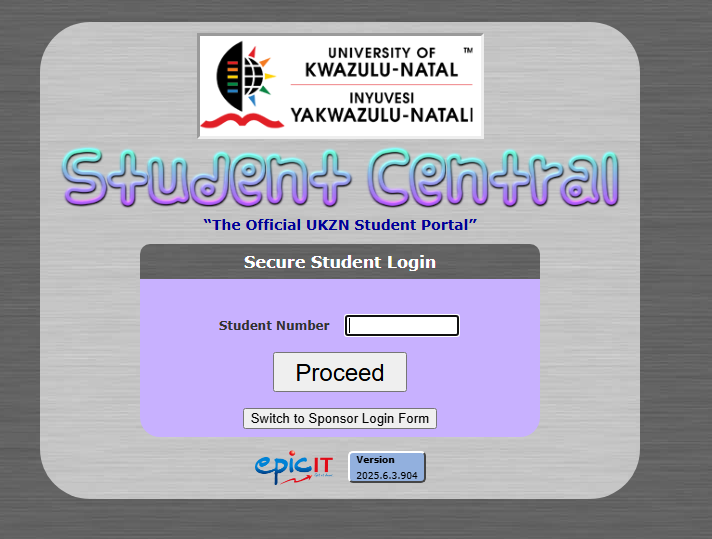 UNIVERSITY OF ™
KWAZULU-NATAL
INYUVESI
YAKWAZULU-NATALI
Student Central
“The Official UKZN Student Portal”
Secure Student Login
Student Number
Proceed
Switch to Sponsor Login Form
epicIT
Version
2025.6.3.904